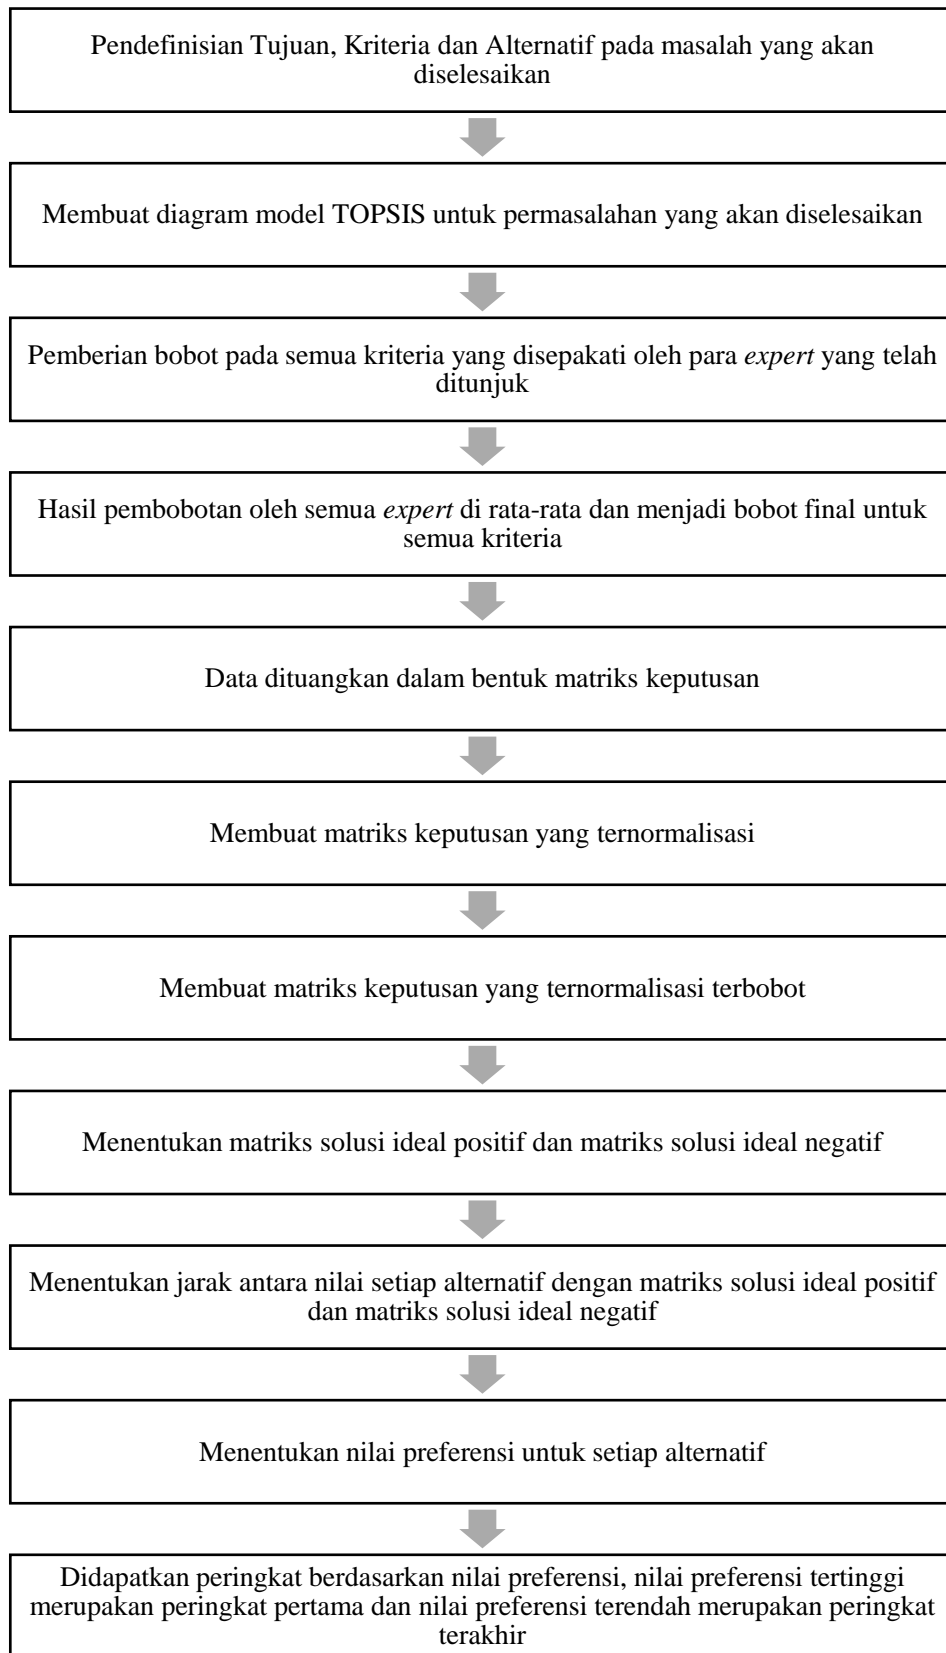 Pendefinisian Tujuan, Kriteria dan Alternatif pada masalah yang akan
diselesaikan
Membuat diagram model TOPSIS untuk permasalahan yang akan diselesaikan
Pemberian bobot pada semua kriteria yang disepakati oleh para expert yang telah
ditunjuk
Hasil pembobotan oleh semua expert di rata-rata dan menjadi bobot final untuk
semua kriteria
Data dituangkan dalam bentuk matriks keputusan
Membuat matriks keputusan yang ternormalisasi
Membuat matriks keputusan yang ternormalisasi terbobot
Menentukan matriks solusi ideal positif dan matriks solusi ideal negatif
Menentukan jarak antara nilai setiap alternatif dengan matriks solusi ideal positif
dan matriks solusi ideal negatif
Menentukan nilai preferensi untuk setiap alternatif
Didapatkan peringkat berdasarkan nilai preferensi, nilai preferensi tertinggi
merupakan peringkat pertama dan nilai preferensi terendah merupakan peringkat
terakhir